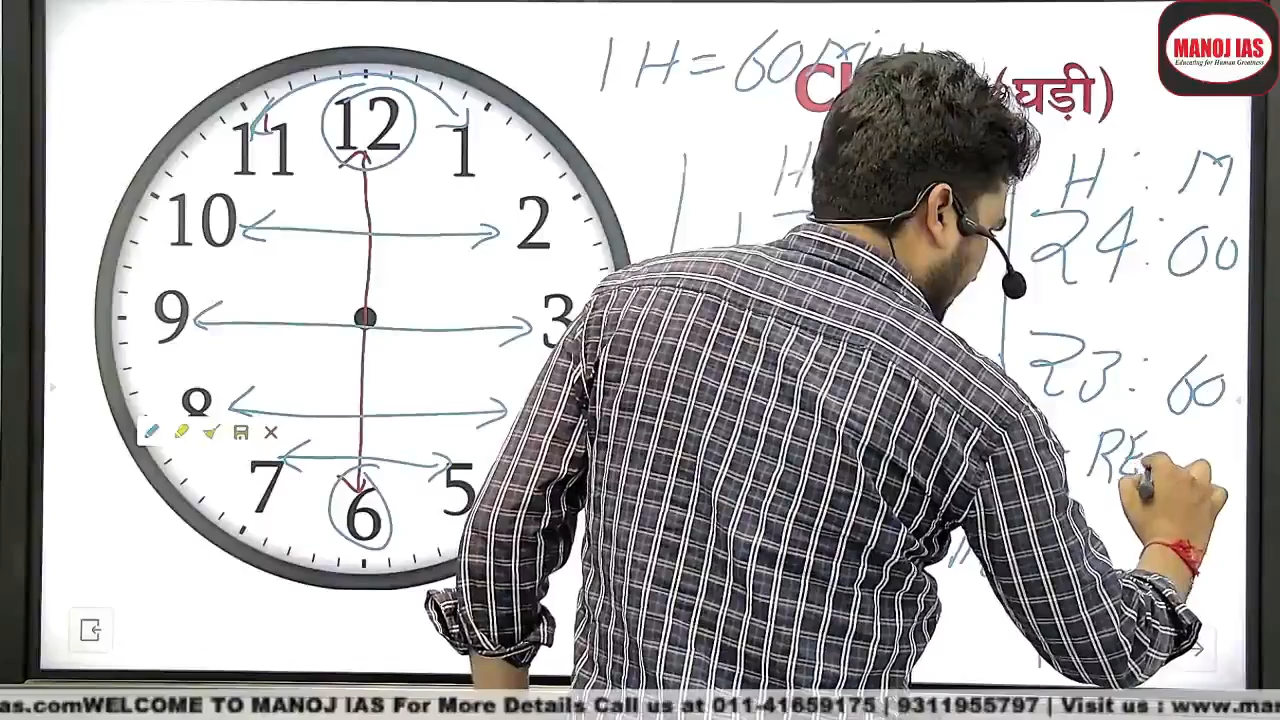 MANOJ IAS
Educating for Human Greatness
1 H = 60 min
(घड़ी)
12
11
1
10
2
9
3
8
7
5
6
H : M
24 : 00
23 : 60
RE
as.comWELCOME TO MANOJ IAS For More Details Call us at 011-41659175 | 9311955797 | Visit us : www.ma